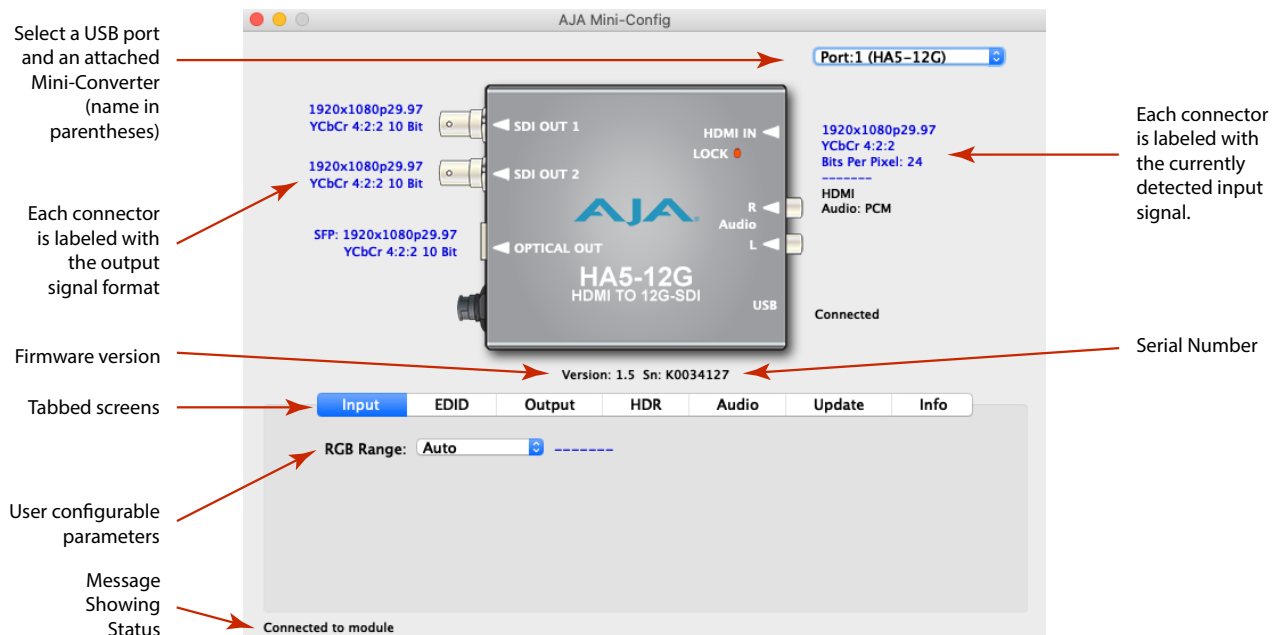 AJA Mini-Config
Select a USB port
and an attached
Mini-Converter
(name in
parentheses)
Port:1 (HA5-12G)
1920x1080p29.97
YCbCr 4:2:2 10 Bit
1920x1080p29.97
YCbCr 4:2:2 10 Bit
SFP: 1920x1080p29.97
YCbCr 4:2:2 10 Bit
Each connector
is labeled with
the output
signal format
SDI OUT 1
SDI OUT 2
OPTICAL OUT
HDMI IN
LOCK
AJA
R
Audio
L
HA5-12G
HDMI TO 12G-SDI
USB
1920x1080p29.97
YCbCr 4:2:2
Bits Per Pixel: 24
-------
HDMI
Audio: PCM
Connected
Each connector
is labeled with
the currently
detected input
signal.
Firmware version
Version: 1.5 Sn: K0034127
Serial Number
Tabbed screens
Input EDID Output HDR Audio Update Info
RGB Range: Auto -------
User configurable
parameters
Message
Showing
Status
Connected to module